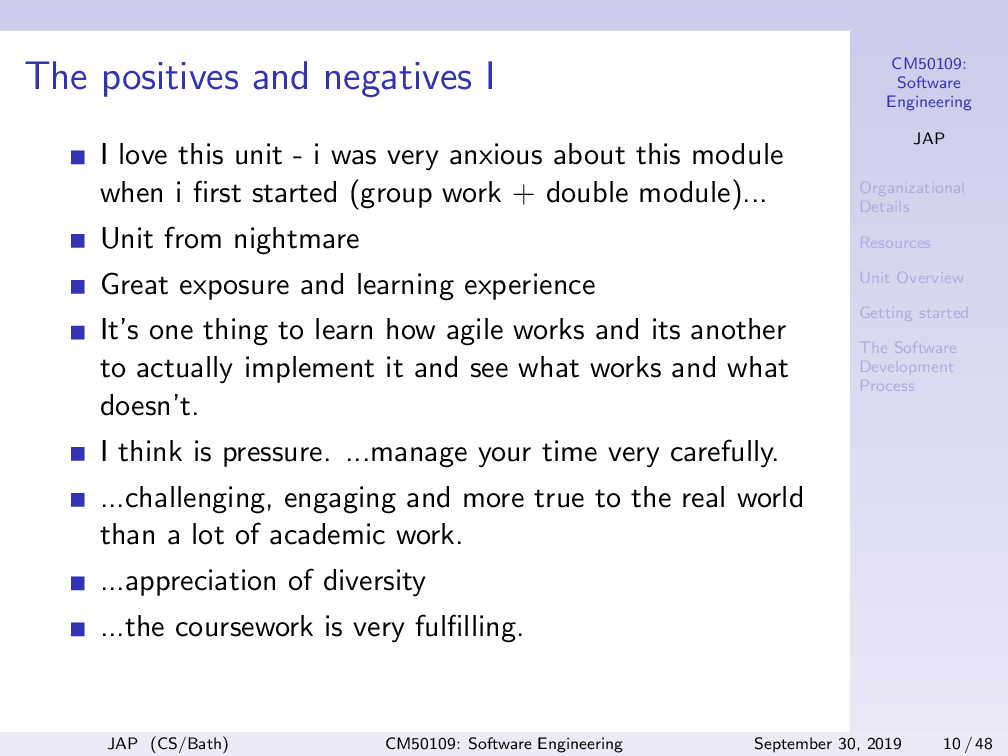 The positives and negatives I
I love this unit - i was very anxious about this module
when i first started (group work + double module)...
Unit from nightmare
Great exposure and learning experience
It's one thing to learn how agile works and its another
to actually implement it and see what works and what
doesn't.
I think is pressure. ...manage your time very carefully.
...challenging, engaging and more true to the real world
than a lot of academic work.
...appreciation of diversity
...the coursework is very fulfilling.
CM50109:
Software
Engineering
JAP
Organizational
Details
Resources
Unit Overview
Getting started
The Software
Development
Process
JAP (CS/Bath) CM50109: Software Engineering September 30, 2019 10 / 48